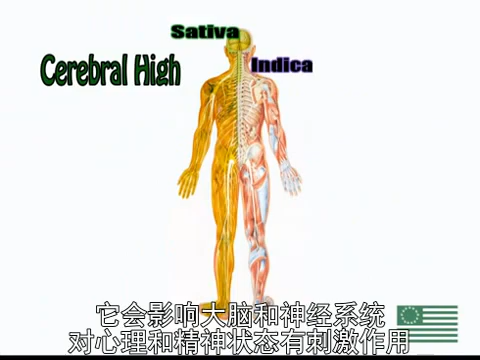 Sativa
Cerebral High
Indica
它会影响大脑和神经系统
对心理和精神状态有刺激作用